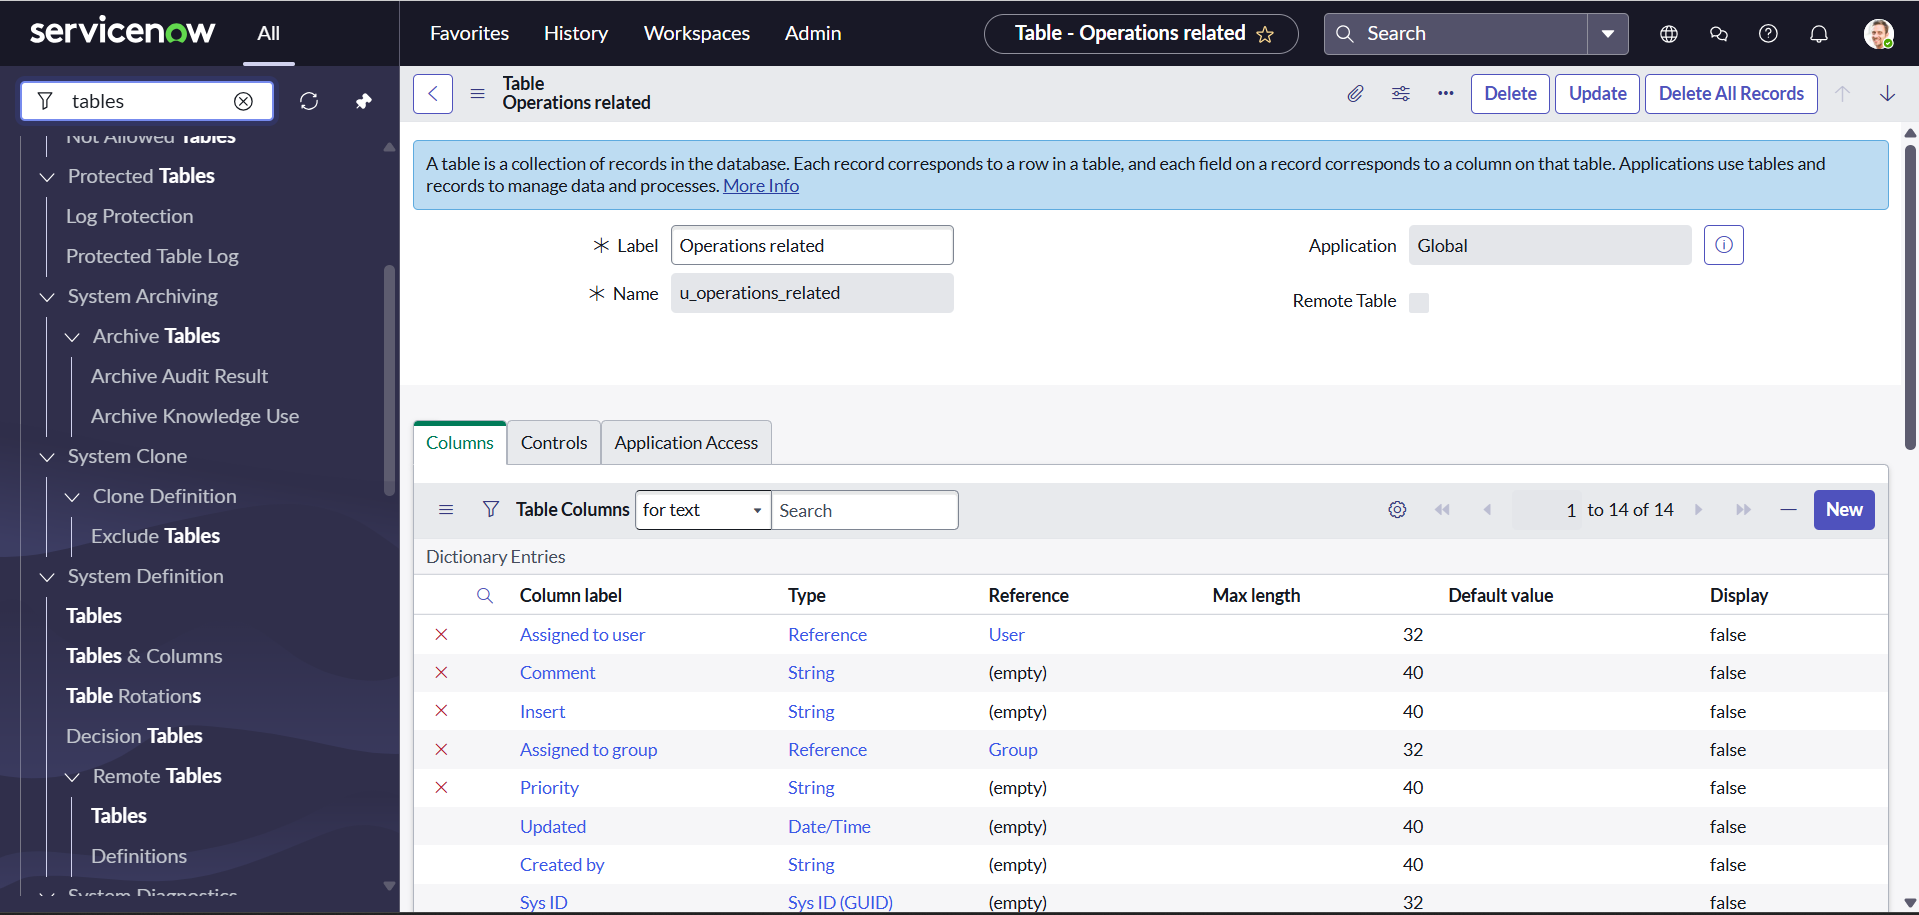 servicenow
All
Favorites
History
Workspaces
Admin
Table - Operations related
Search
tables
Not Allowed Tables
Protected Tables
Log Protection
Protected Table Log
System Archiving
Archive Tables
Archive Audit Result
Archive Knowledge Use
System Clone
Clone Definition
Exclude Tables
System Definition
Tables
Tables & Columns
Table Rotations
Decision Tables
Remote Tables
Tables
Definitions
System Diagnostics
Table
Operations related
Delete
Update
Delete All Records
A table is a collection of records in the database. Each record corresponds to a row in a table, and each field on a record corresponds to a column on that table. Applications use tables and
records to manage data and processes. More Info
Label Operations related
Application Global
Name u_operations_related
Remote Table
Columns
Controls
Application Access
Table Columns for text Search 1 to 14 of 14 New
Dictionary Entries
Column label Type Reference Max length Default value Display
Assigned to user Reference User 32 false
Comment String (empty) 40 false
Insert String (empty) 40 false
Assigned to group Reference Group 32 false
Priority String (empty) 40 false
Updated Date/Time (empty) 40 false
Created by String (empty) 40 false
Sys ID Sys ID (GUID) (empty) 32 false